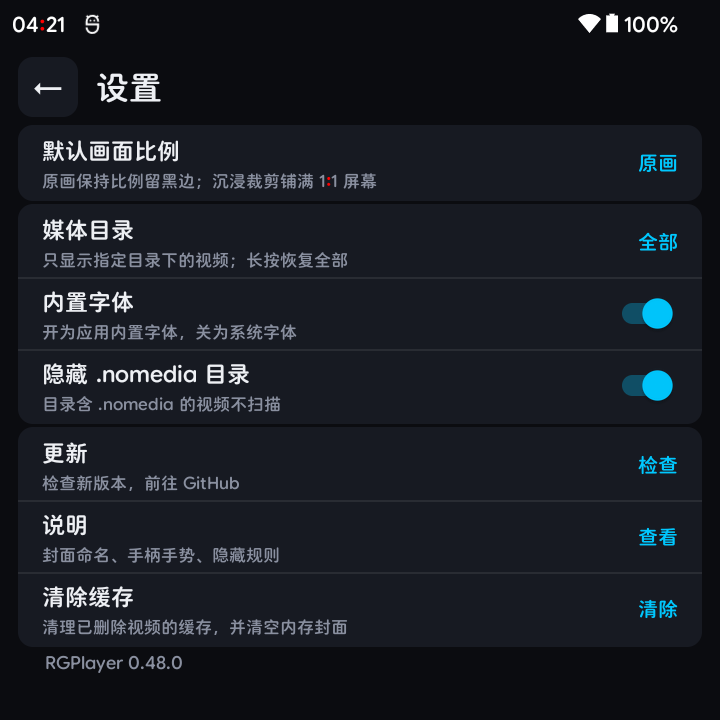 04:21
100%
设置
默认画面比例
原画保持比例留黑边；沉浸裁剪铺满 1:1 屏幕
原画
媒体目录
只显示指定目录下的视频；长按恢复全部
全部
内置字体
开为应用内置字体，关为系统字体
隐藏 .nomedia 目录
目录含 .nomedia 的视频不扫描
更新
检查新版本，前往 GitHub
检查
说明
封面命名、手柄手势、隐藏规则
查看
清除缓存
清理已删除视频的缓存，并清空内存封面
清除
RGPlayer 0.48.0